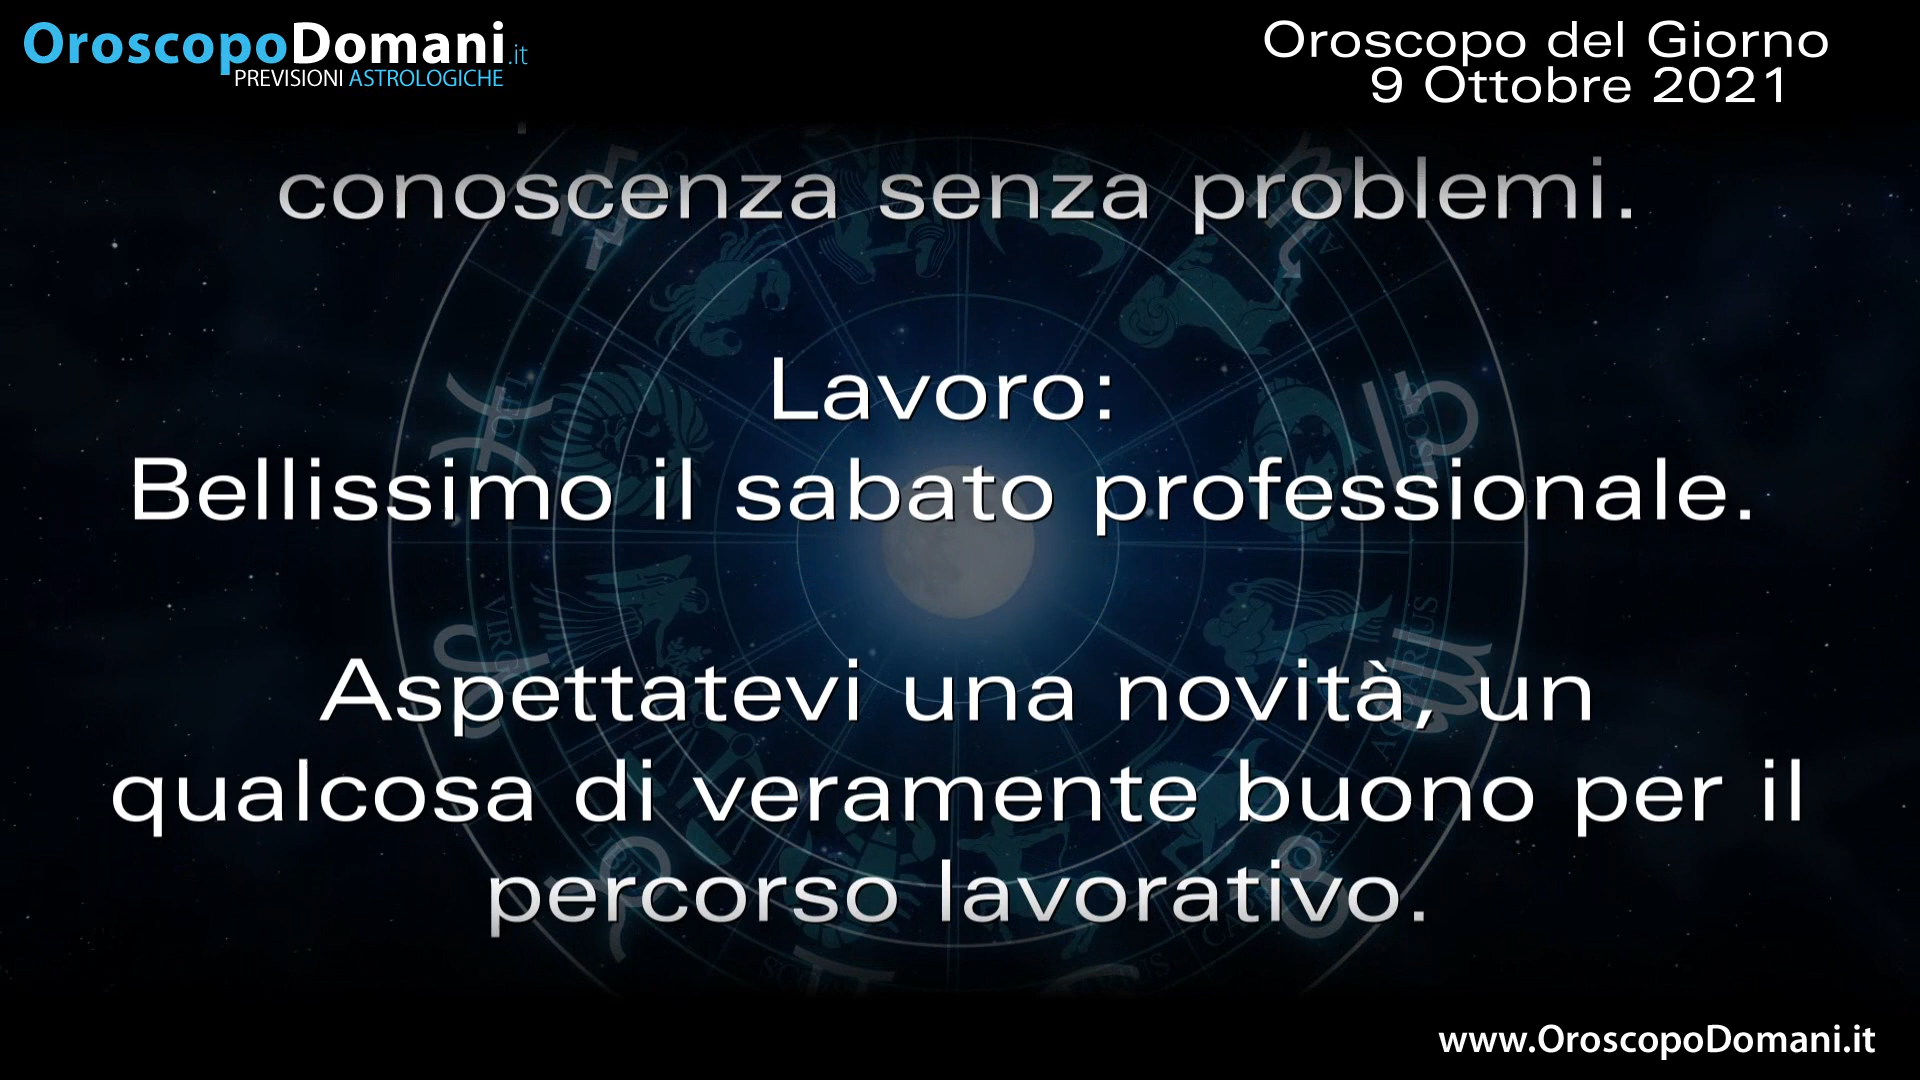 OroscopoDomani.it
PREVISIONI ASTROLOGICHE
Oroscopo del Giorno
9 Ottobre 2021
conoscenza senza problemi.
Lavoro:
Bellissimo il sabato professionale.
Aspettatevi una novità, un
qualcosa di veramente buono per il
percorso lavorativo.
www.OroscopoDomani.it